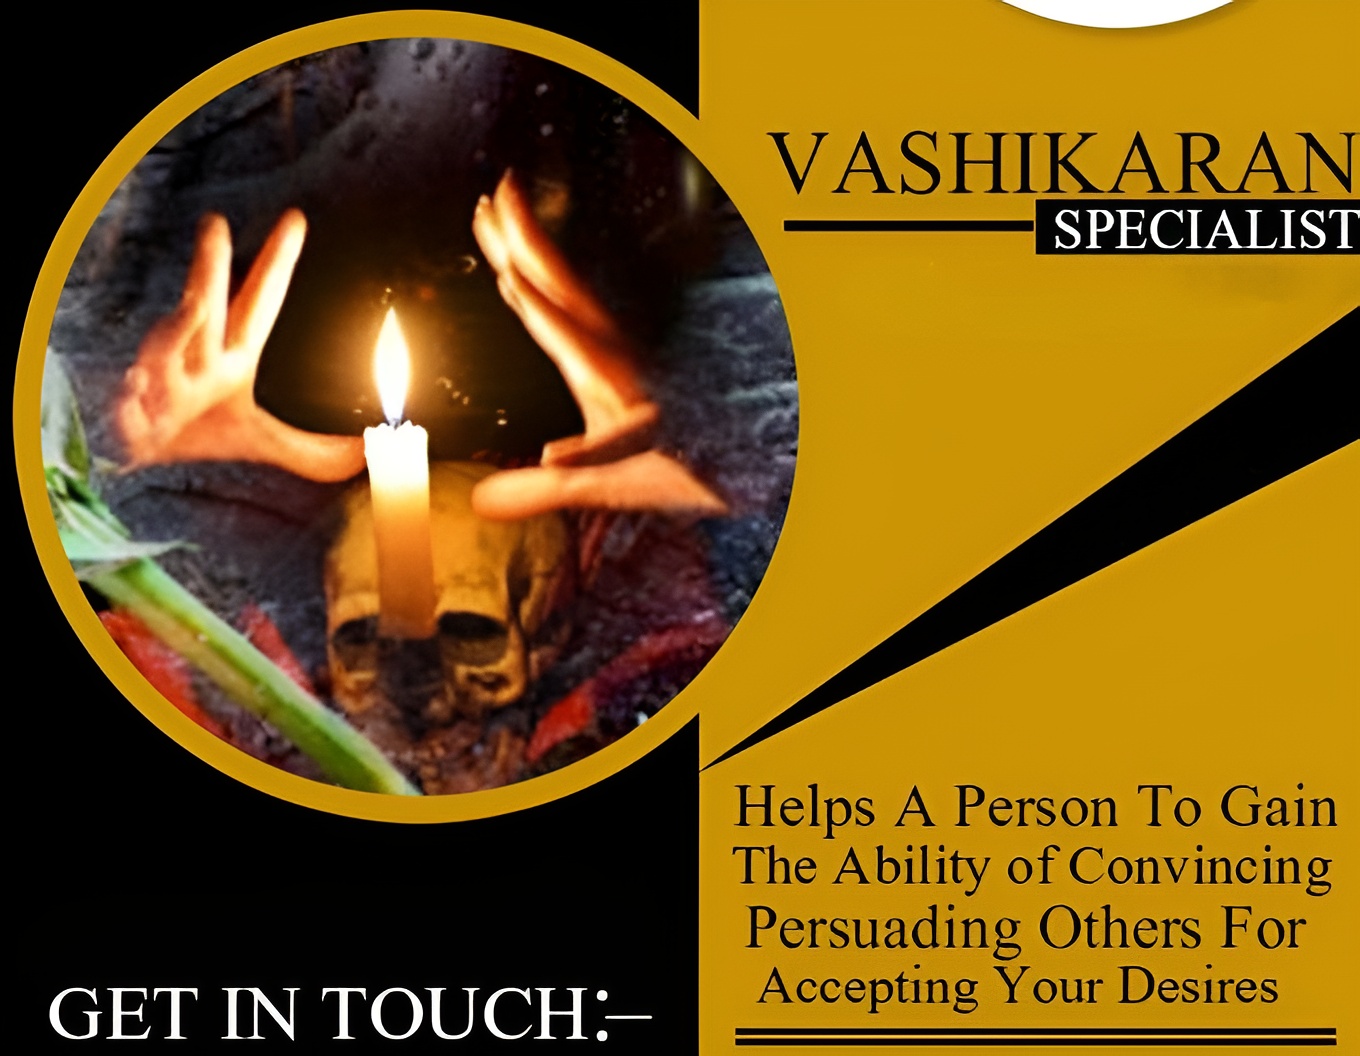 VASHIKARAN
SPECIALIST
Helps A Person To Gain
The Ability of Convincing
Persuading Others For
Accepting Your Desires
GET IN TOUCH:–